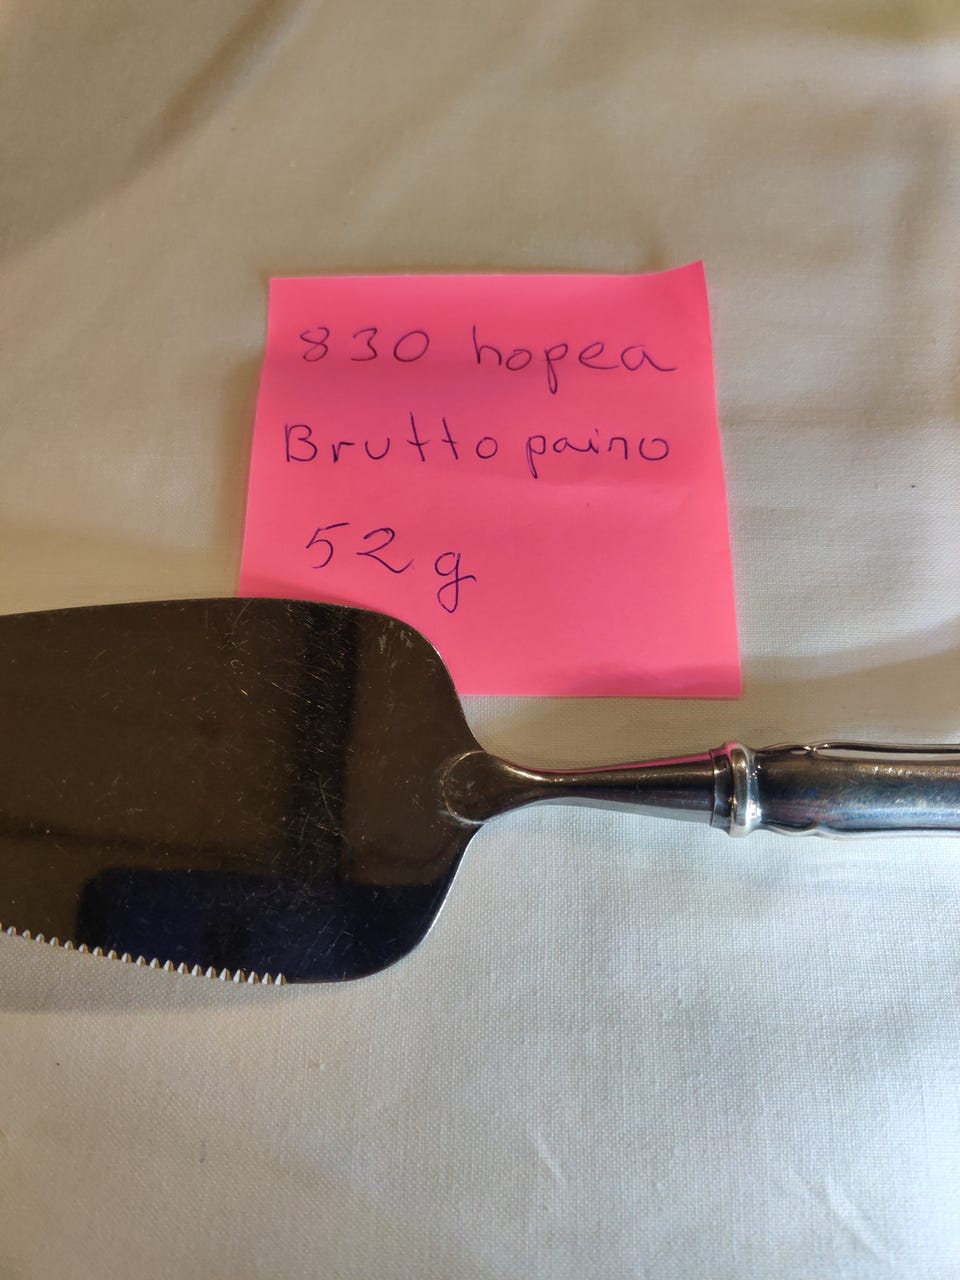 830 hopea
Brutto paino
52 g